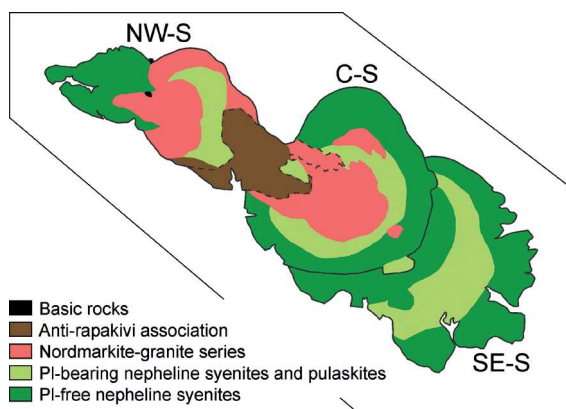 NW-S
C-S
Basic rocks
Anti-rapakivi association
Nordmarkite-granite series
Pl-bearing nepheline syenites and pulaskites
Pl-free nepheline syenites
SE-S